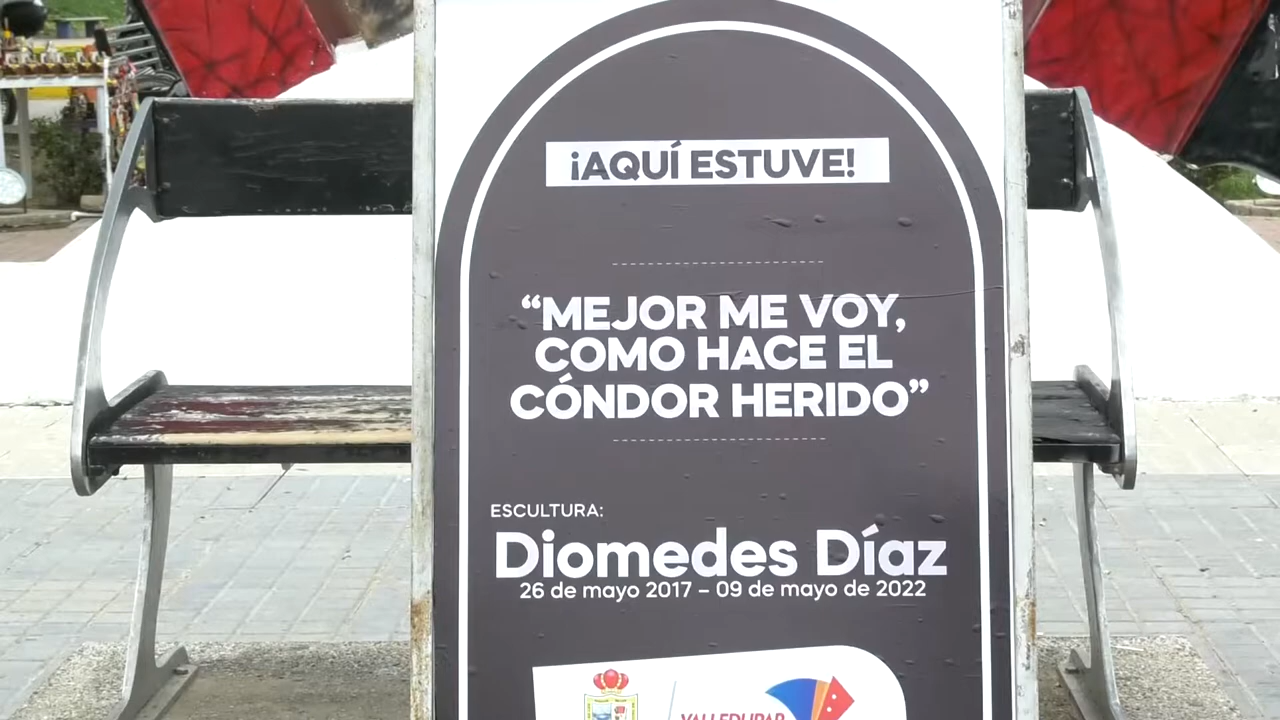 ¡AQUÍ ESTUVE!
“MEJOR ME VOY,
COMO HACE EL
CÓNDOR HERIDO”
ESCULTURA:
Diomedes Díaz
26 de mayo 2017 – 09 de mayo de 2022
VALLEDUPAR